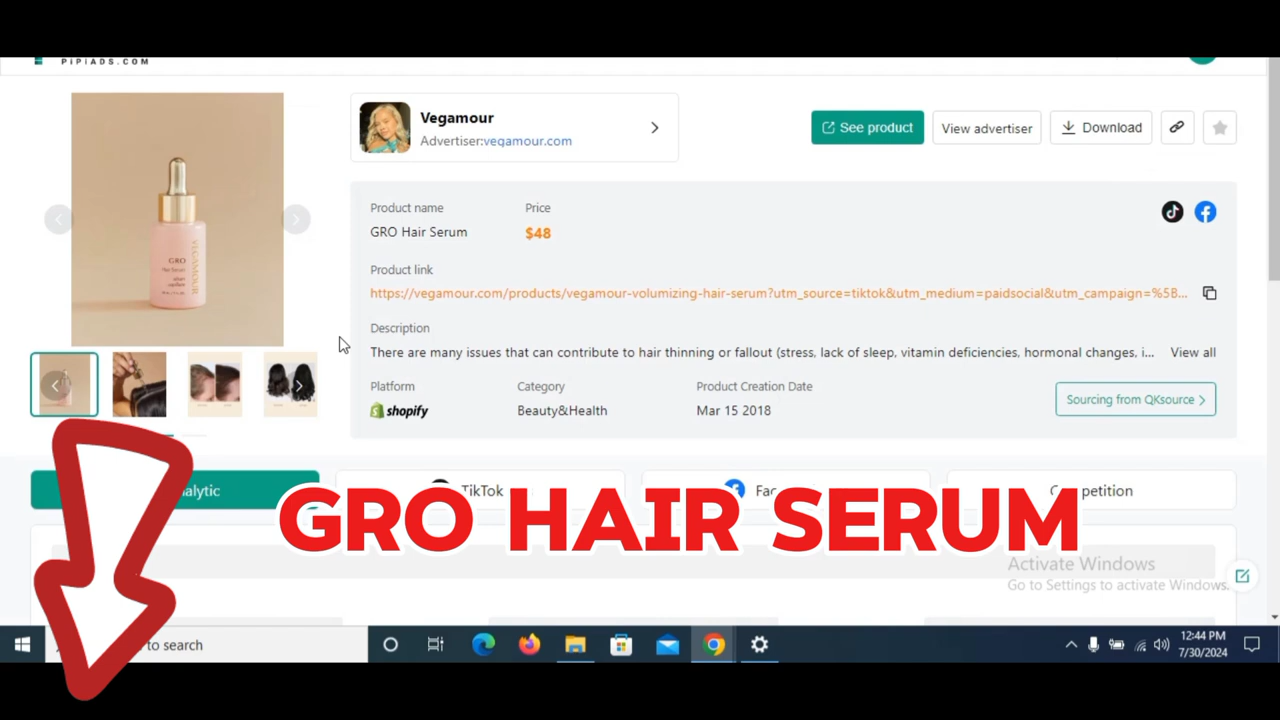 PIPIADS.COM
Vegamour
Advertiser:vegamour.com
See product
View advertiser
Download
GRO
Hair Serum
VEGAMOUR
Product name
Price
GRO Hair Serum
$48
Product link
https://vegamour.com/products/vegamour-volumizing-hair-serum?utm_source=tiktok&utm_medium=paidsocial&utm_campaign=%5B...
Description
There are many issues that can contribute to hair thinning or fallout (stress, lack of sleep, vitamin deficiencies, hormonal changes, i... View all
Platform
Category
Product Creation Date
shopify
Beauty&Health
Mar 15 2018
Sourcing from QKsource >
TikTok
GRO HAIR SERUM
Activate Windows
Go to Settings to activate Windows.
to search
12:44 PM
7/30/2024